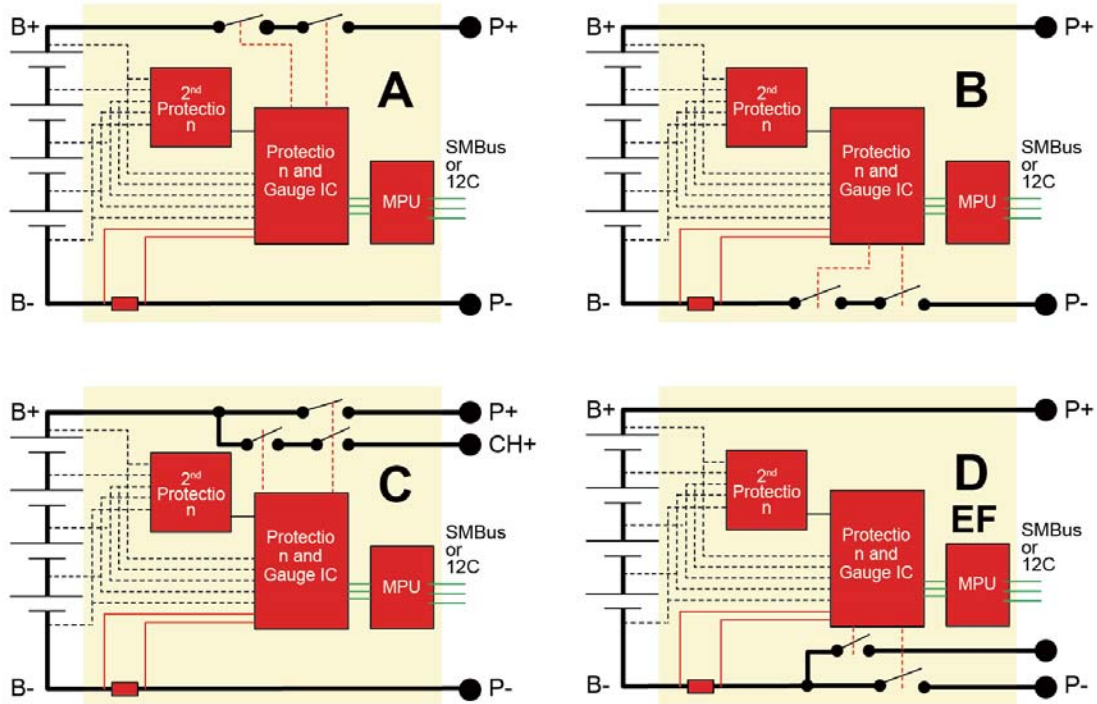 B+
P+
2nd
Protectio
n
A
Protectio
n and
Gauge IC
MPU
SMBus
or
12C
B-
P-
B+
P+
2nd
Protectio
n
B
Protectio
n and
Gauge IC
MPU
SMBus
or
12C
B-
P-
B+
P+
CH+
2nd
Protectio
n
C
Protectio
n and
Gauge IC
MPU
SMBus
or
12C
B-
P-
B+
P+
2nd
Protectio
n
D
EF
Protectio
n and
Gauge IC
MPU
SMBus
or
12C
B-
P-